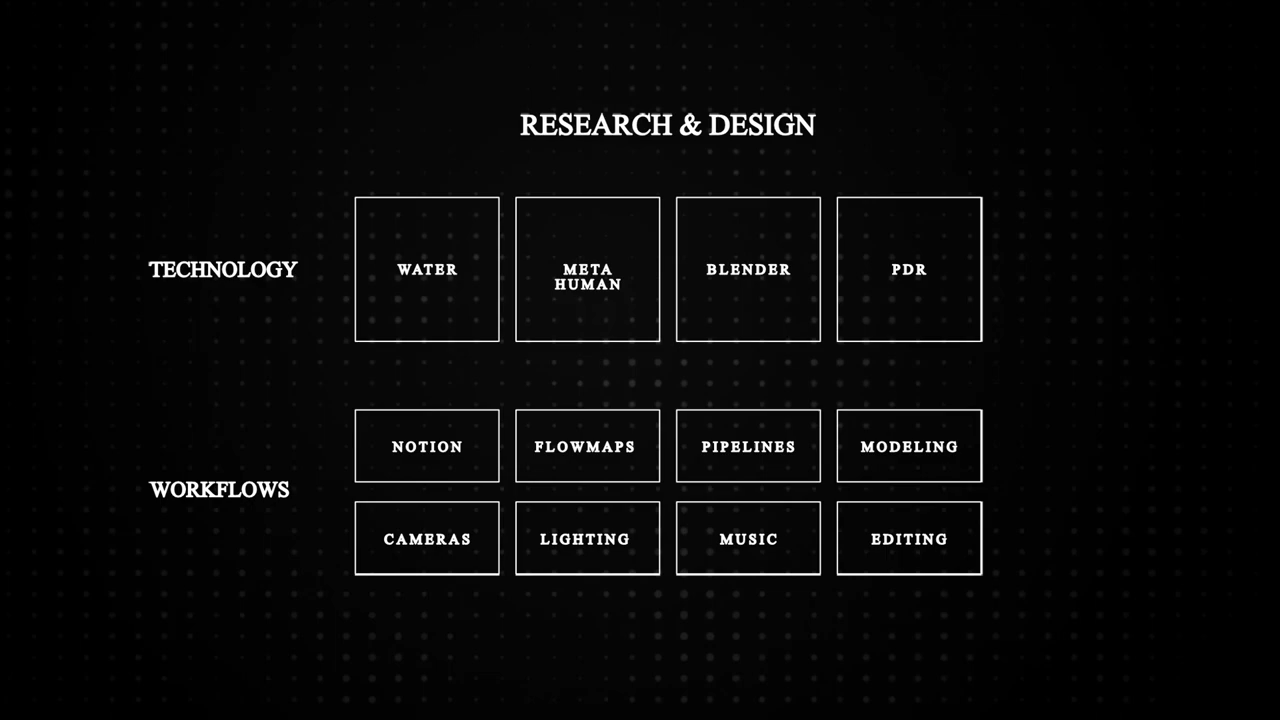 RESEARCH & DESIGN
TECHNOLOGY
WATER
META
HUMAN
BLENDER
PDR
WORKFLOWS
NOTION
FLOWMAPS
PIPELINES
MODELING
CAMERAS
LIGHTING
MUSIC
EDITING